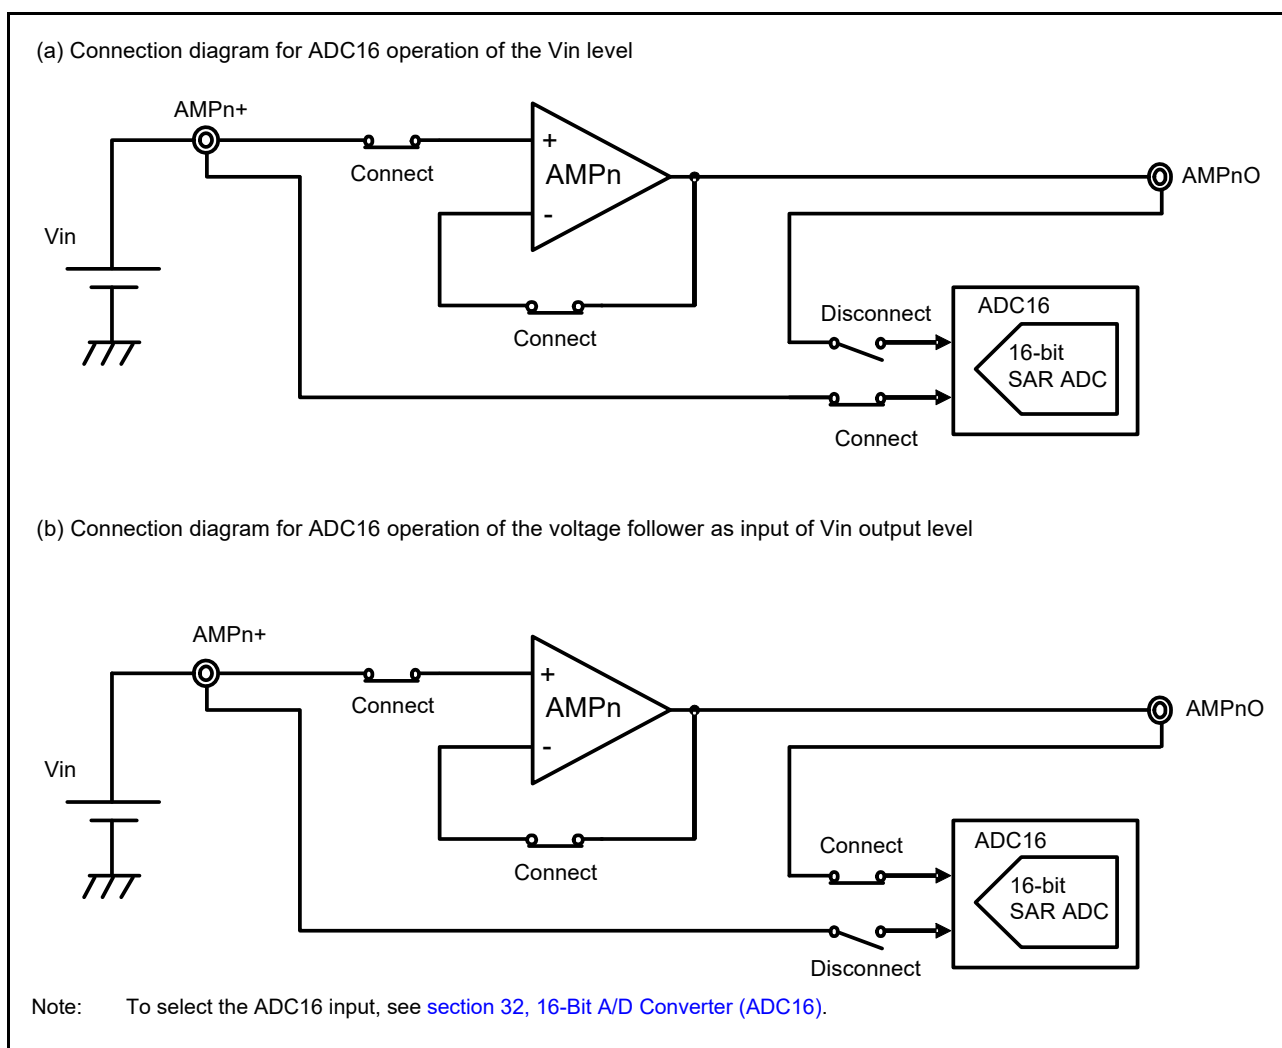 (a) Connection diagram for ADC16 operation of the Vin level
AMPn+
Connect
+
AMPn
-
AMPnO
Vin
Connect
Disconnect
ADC16
16-bit
SAR ADC
Connect
(b) Connection diagram for ADC16 operation of the voltage follower as input of Vin output level
AMPn+
Connect
+
AMPn
-
AMPnO
Vin
Connect
Connect
ADC16
16-bit
SAR ADC
Disconnect
Note: To select the ADC16 input, see section 32, 16-Bit A/D Converter (ADC16).